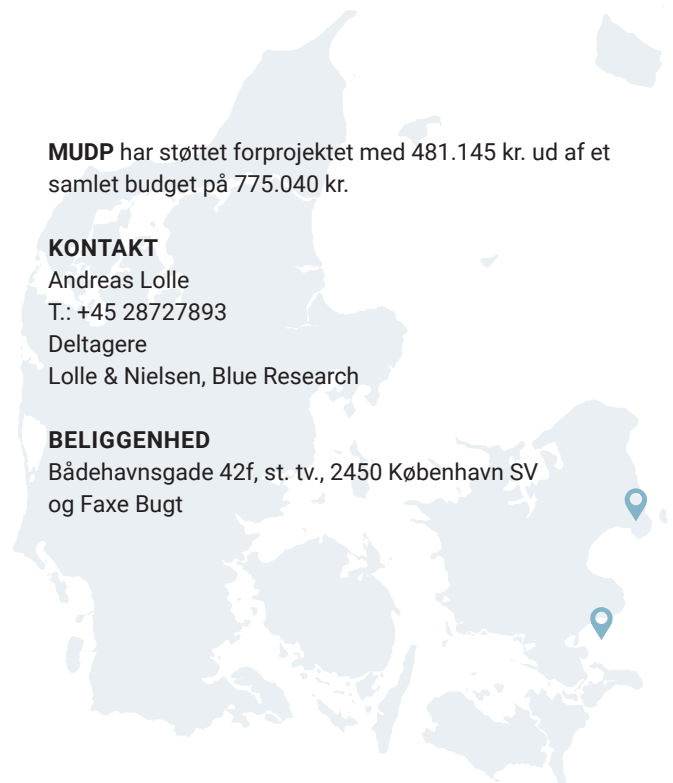 MUDP har støttet forprojektet med 481.145 kr. ud af et
samlet budget på 775.040 kr.
KONTAKT
Andreas Lolle
T.: +45 28727893
Deltagere
Lolle & Nielsen, Blue Research
BELIGGENHED
Bådehavnsgade 42f, st. tv., 2450 København SV
og Faxe Bugt